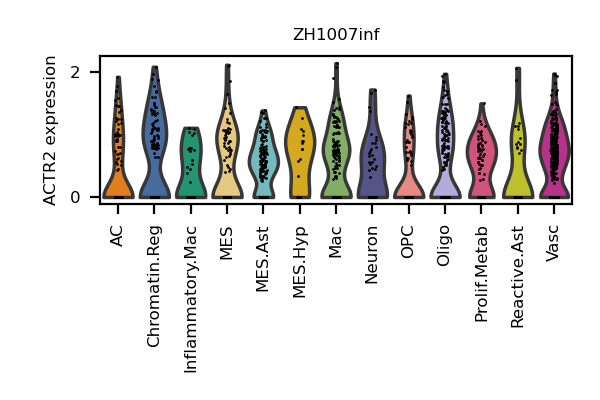 ZH1007inf
ACTR2 expression
2
0
AC
Chromatin.Reg
Inflammatory.Mac
MES
MES.Ast
MES.Hyp
Mac
Neuron
OPC
Oligo
Prolif.Metab
Reactive.Ast
Vasc